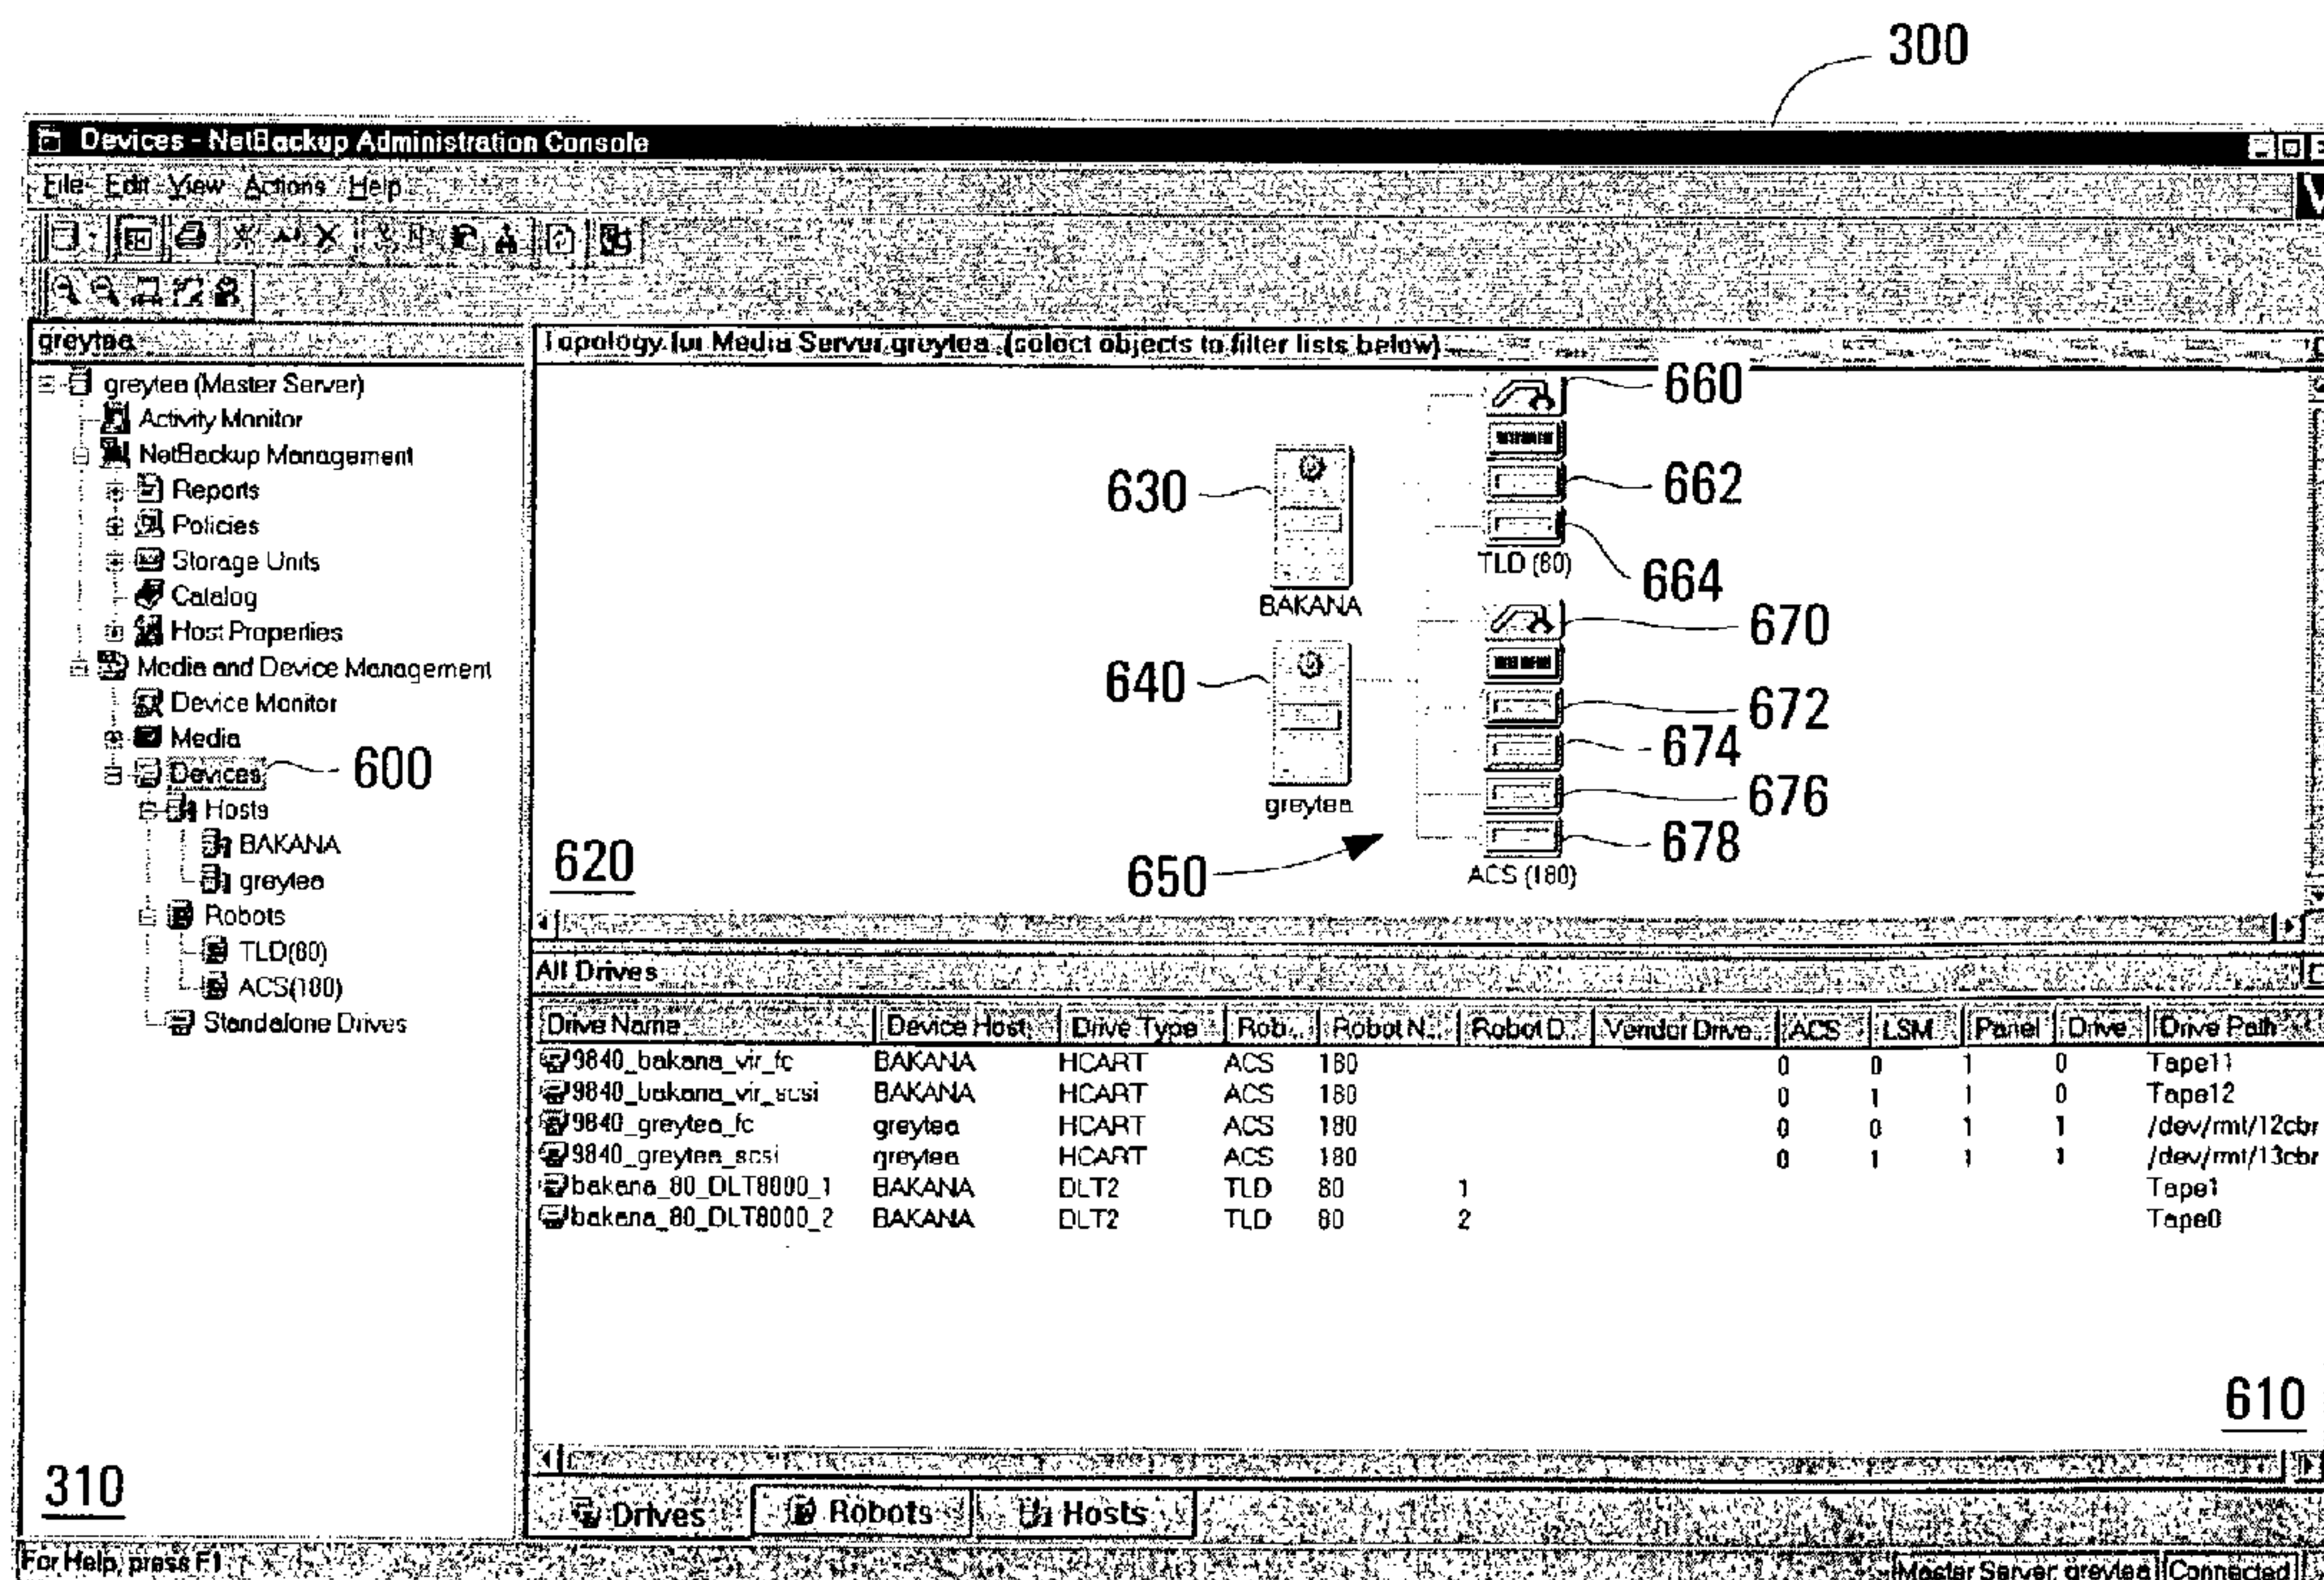 300
Devices - NetBackup Administration Console
File Edit View Actions Help
greytea
greytea (Master Server)
Activity Monitor
NetBackup Management
Reports
Policies
Storage Units
Catalog
Host Properties
Media and Device Management
Device Monitor
Media
Devices
600
Hosts
BAKANA
greytea
Robots
TLD(80)
ACS(180)
Standalone Drives
310
Topology for Media Server greytea (select objects to filter lists below)
660
630
662
TLD (80)
664
BAKANA
670
640
672
674
676
greytea
678
620
650
ACS (180)
All Drives
Drive Name Device Host Drive Type Rob... Robot N... Robot D... Vendor Drive... ACS LSM Panel Drive Drive Path
9840_bakana_vir_fc BAKANA HCART ACS 180 0 0 1 0 Tape11
9840_bakana_vir_scsi BAKANA HCART ACS 180 0 1 1 0 Tape12
9840_greytea_fc greytea HCART ACS 180 0 0 1 1 /dev/rmt/12cbr
9840_greytea_scsi greytea HCART ACS 180 0 1 1 1 /dev/rmt/13cbr
bakana_80_DLT8000_1 BAKANA DLT2 TLD 80 1 Tape1
bakana_80_DLT8000_2 BAKANA DLT2 TLD 80 2 Tape0
610
Drives Robots Hosts
For Help, press F1
Master Server: greytea Connected